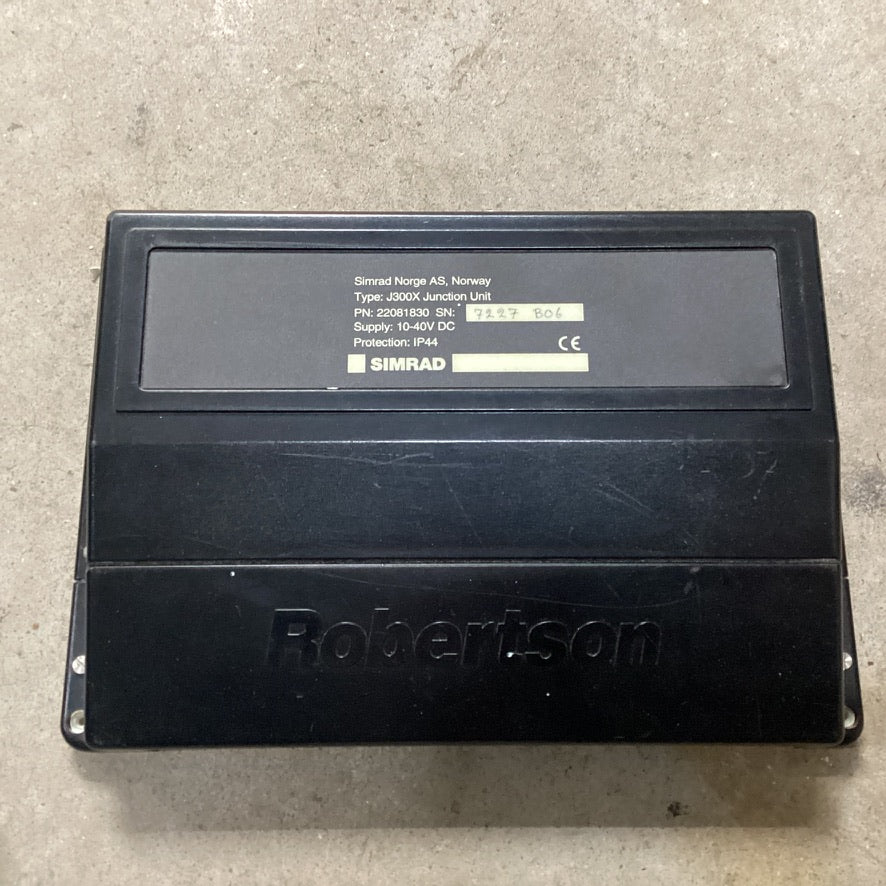 Simrad Norge AS, Norway
Type: J300X Junction Unit
PN: 22081830 SN: 7227 B06
Supply: 10-40V DC
Protection: IP44 CE
SIMRAD
Robertson